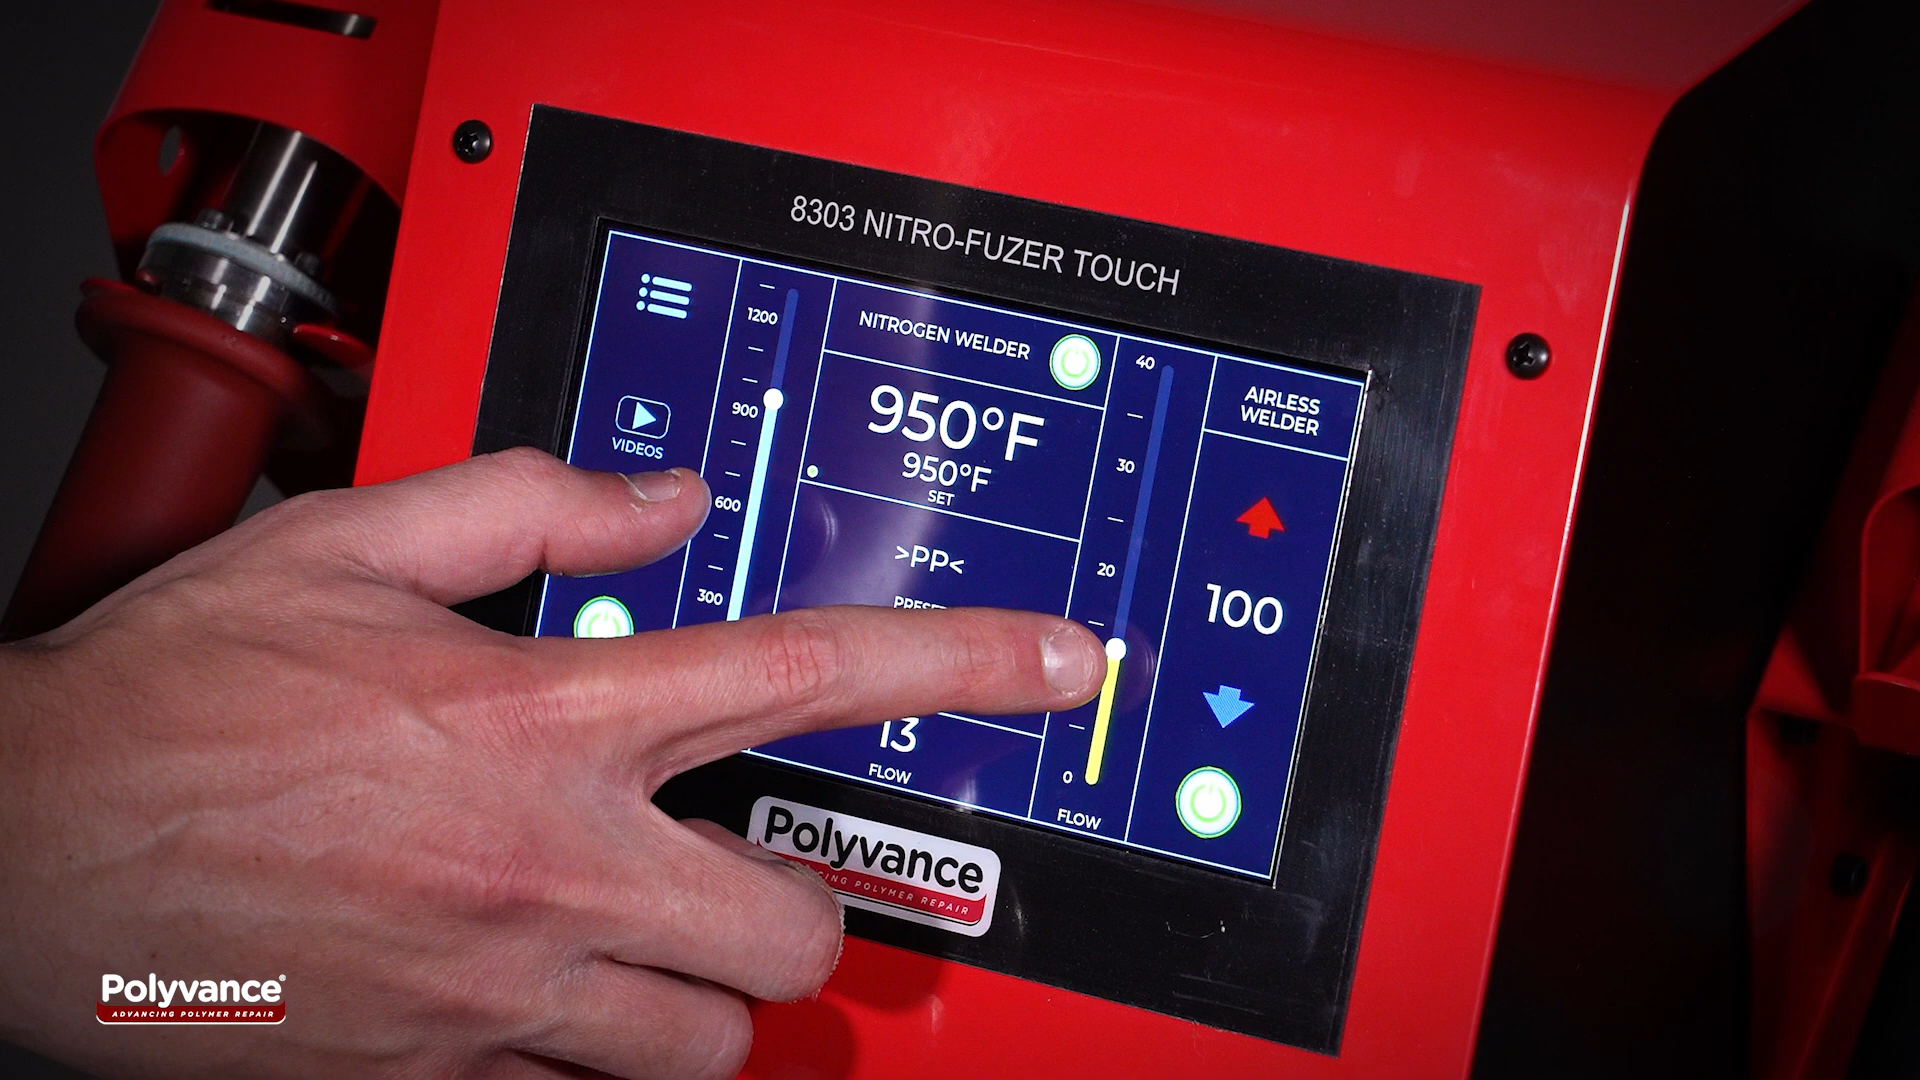 8303 NITRO-FUZER TOUCH
VIDEOS
1200
900
600
300
NITROGEN WELDER
950°F
950°F
SET
>PP<
13
FLOW
40
30
20
0
FLOW
AIRLESS
WELDER
100
Polyvance
POLYMER REPAIR
Polyvance®
ADVANCING POLYMER REPAIR